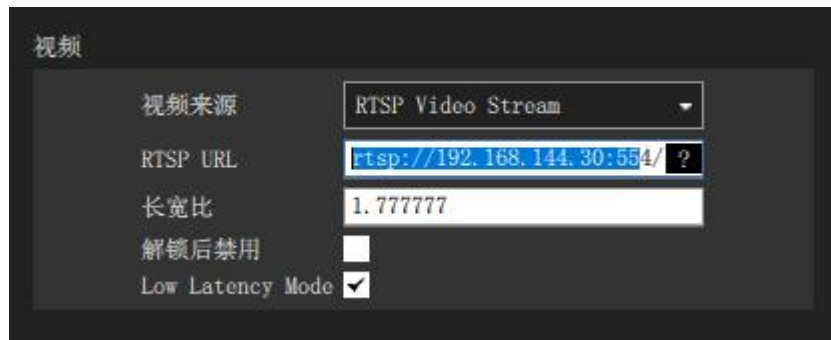 视频
视频来源 RTSP Video Stream
RTSP URL rtsp://192.168.144.30:554/ ?
长宽比 1.777777
解锁后禁用
Low Latency Mode